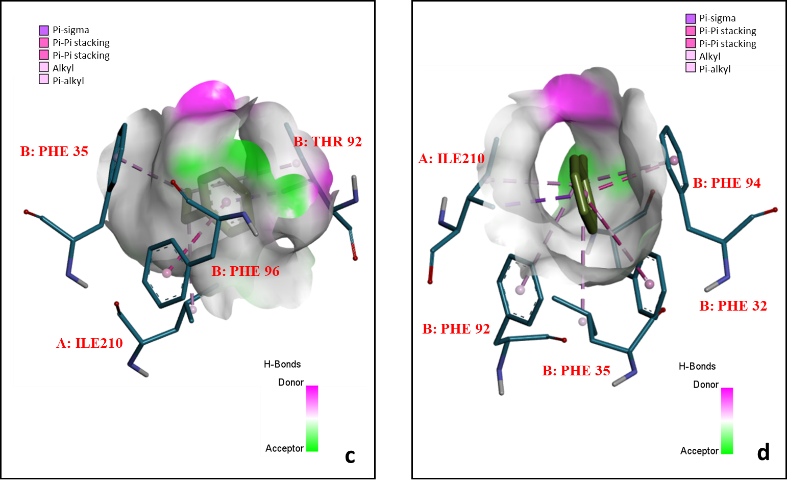 Pi-sigma
Pi-Pi stacking
Pi-Pi stacking
Alkyl
Pi-alkyl
B: PHE 35
B: THR 92
B: PHE 96
A: ILE210
H-Bonds
Donor
Acceptor
c
Pi-sigma
Pi-Pi stacking
Pi-Pi stacking
Alkyl
Pi-alkyl
A: ILE210
B: PHE 94
B: PHE 32
B: PHE 92
B: PHE 35
H-Bonds
Donor
Acceptor
d